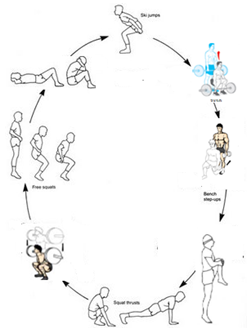 Ski jumps
Bench
step-ups
Squat thrusts
Free squats